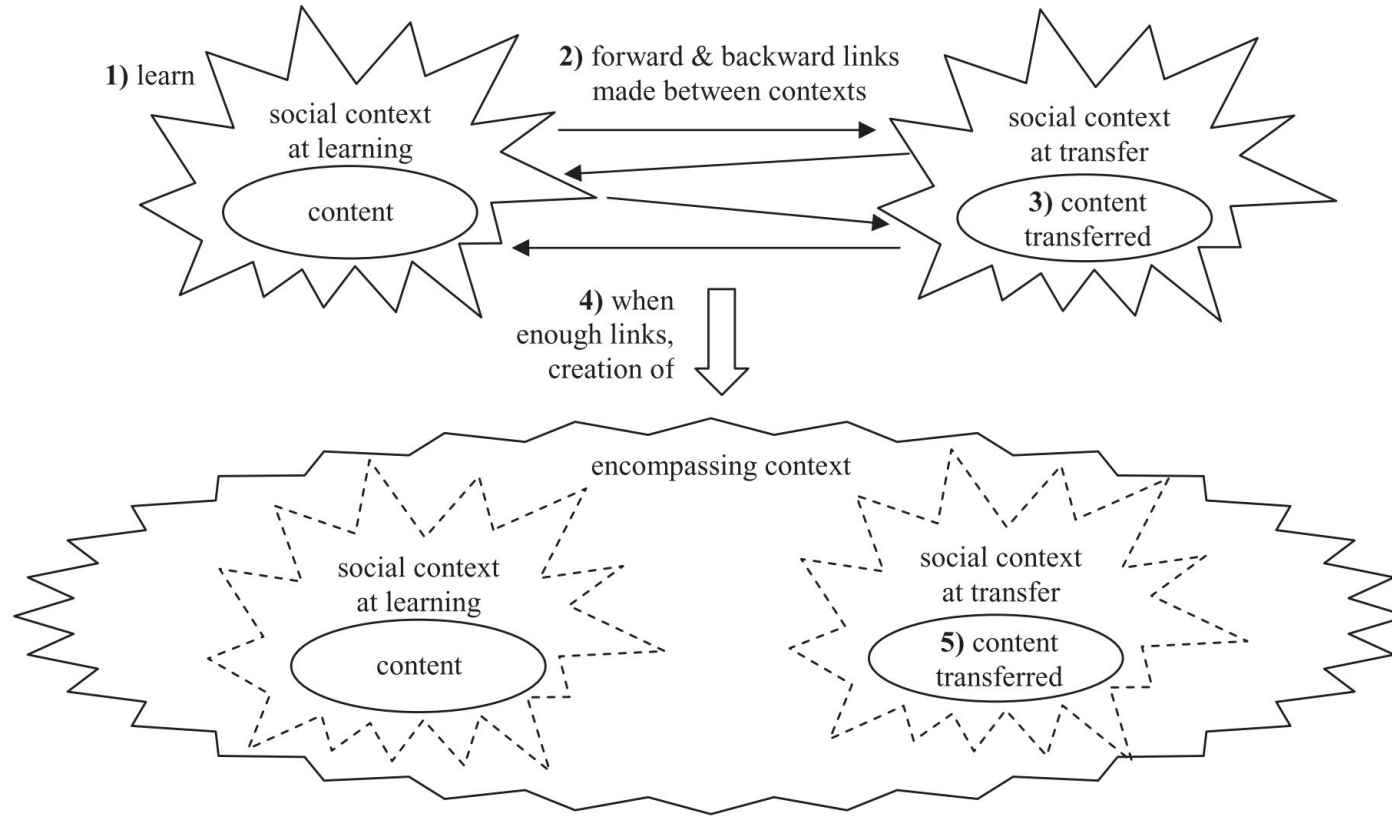 1) learn
social context
at learning
content
2) forward & backward links
made between contexts
social context
at transfer
3) content
transferred
4) when
enough links,
creation of
encompassing context
social context
at learning
content
social context
at transfer
5) content
transferred